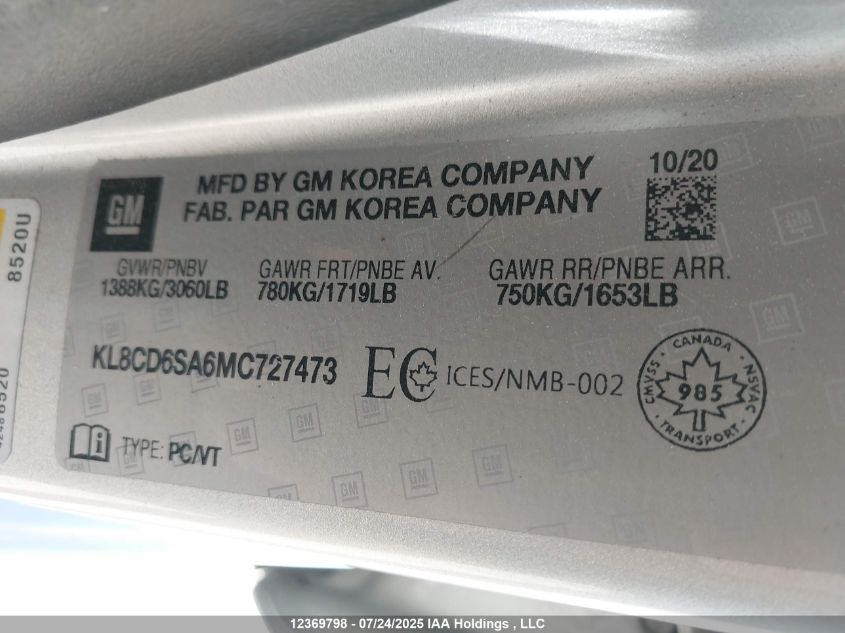 GM
MFD BY GM KOREA COMPANY
FAB. PAR GM KOREA COMPANY
10/20
GVWR/PNBV
1388KG/3060LB
GAWR FRT/PNBE AV.
780KG/1719LB
GAWR RR/PNBE ARR.
750KG/1653LB
KL8CD6SA6MC727473
EC ICES/NMB-002
CANADA
CMVSS 985 NSVAC
TRANSPORT
TYPE: PC/VT
8520U
12369798 - 07/24/2025 IAA Holdings , LLC